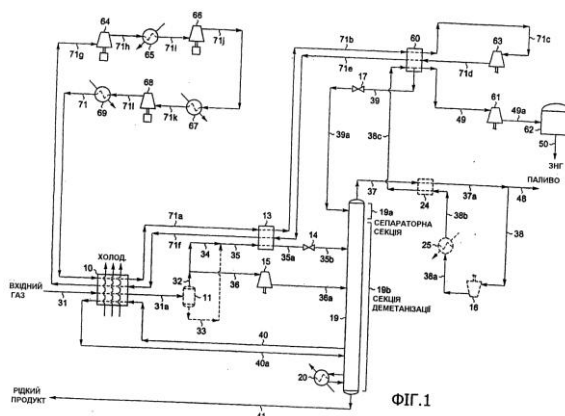 64
66
71g
71h
65
71i
71j
68
71
69
71l
71k
67
71b
71e
60
71c
63
71d
17
39
61
49
49a
62
50
ЗНГ
39a
38c
37
24
37a
ПАЛИВО
48
38b
38
25
38a
16
19a
СЕПАРАТОРНА
СЕКЦІЯ
19b
СЕКЦІЯ
ДЕМЕТАНІЗАЦІЇ
19
71a
71f
13
14
34
35
35a
35b
32
36
15
36a
11
33
ХОЛОД.
10
ВХІДНИЙ
ГАЗ
31
31a
40
40a
20
РІДКИЙ
ПРОДУКТ
41
ФІГ.1